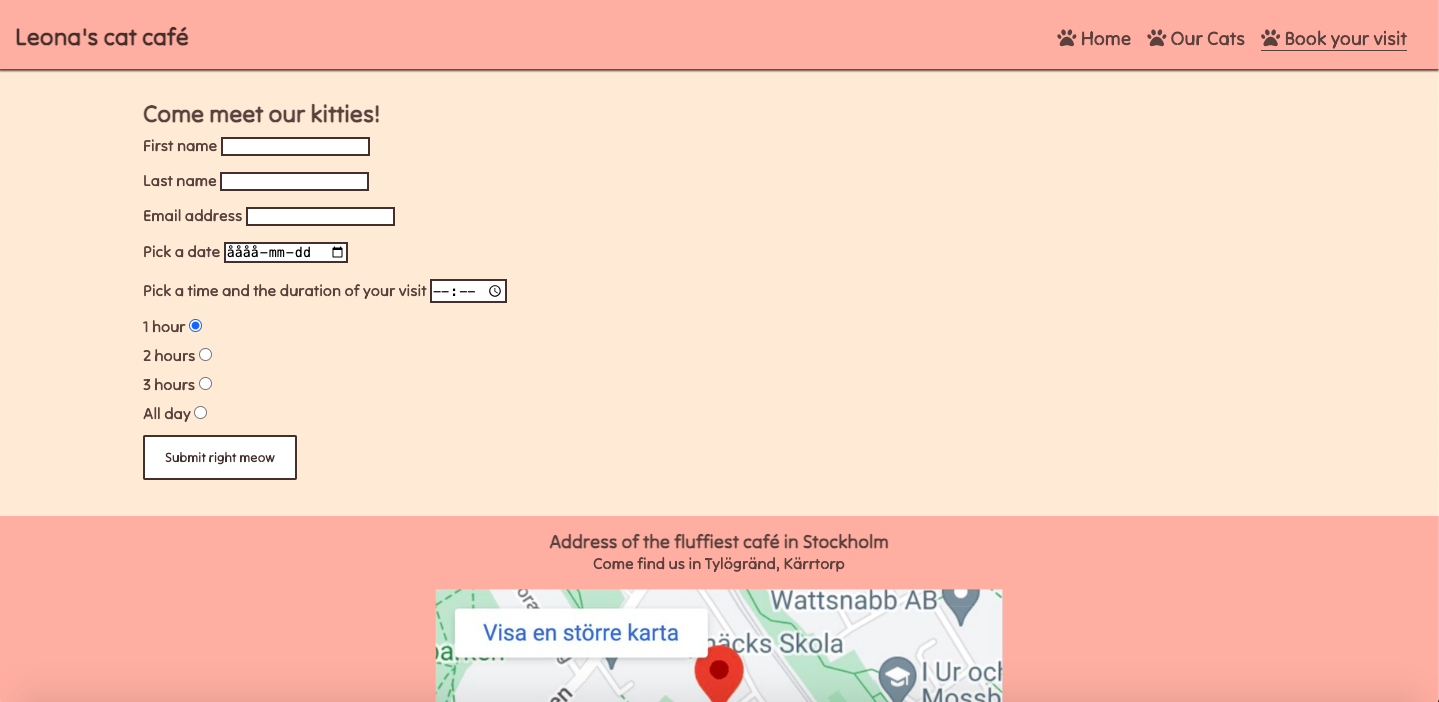 Leona's cat café
Home Our Cats Book your visit
Come meet our kitties!
First name
Last name
Email address
Pick a date åååå-mm-dd
Pick a time and the duration of your visit --:--
1 hour
2 hours
3 hours
All day
Submit right meow
Address of the fluffiest café in Stockholm
Come find us in Tylögränd, Kärrtorp
Wattsnabb AB
Visa en större karta
näcks Skola
I Ur och
Mossb